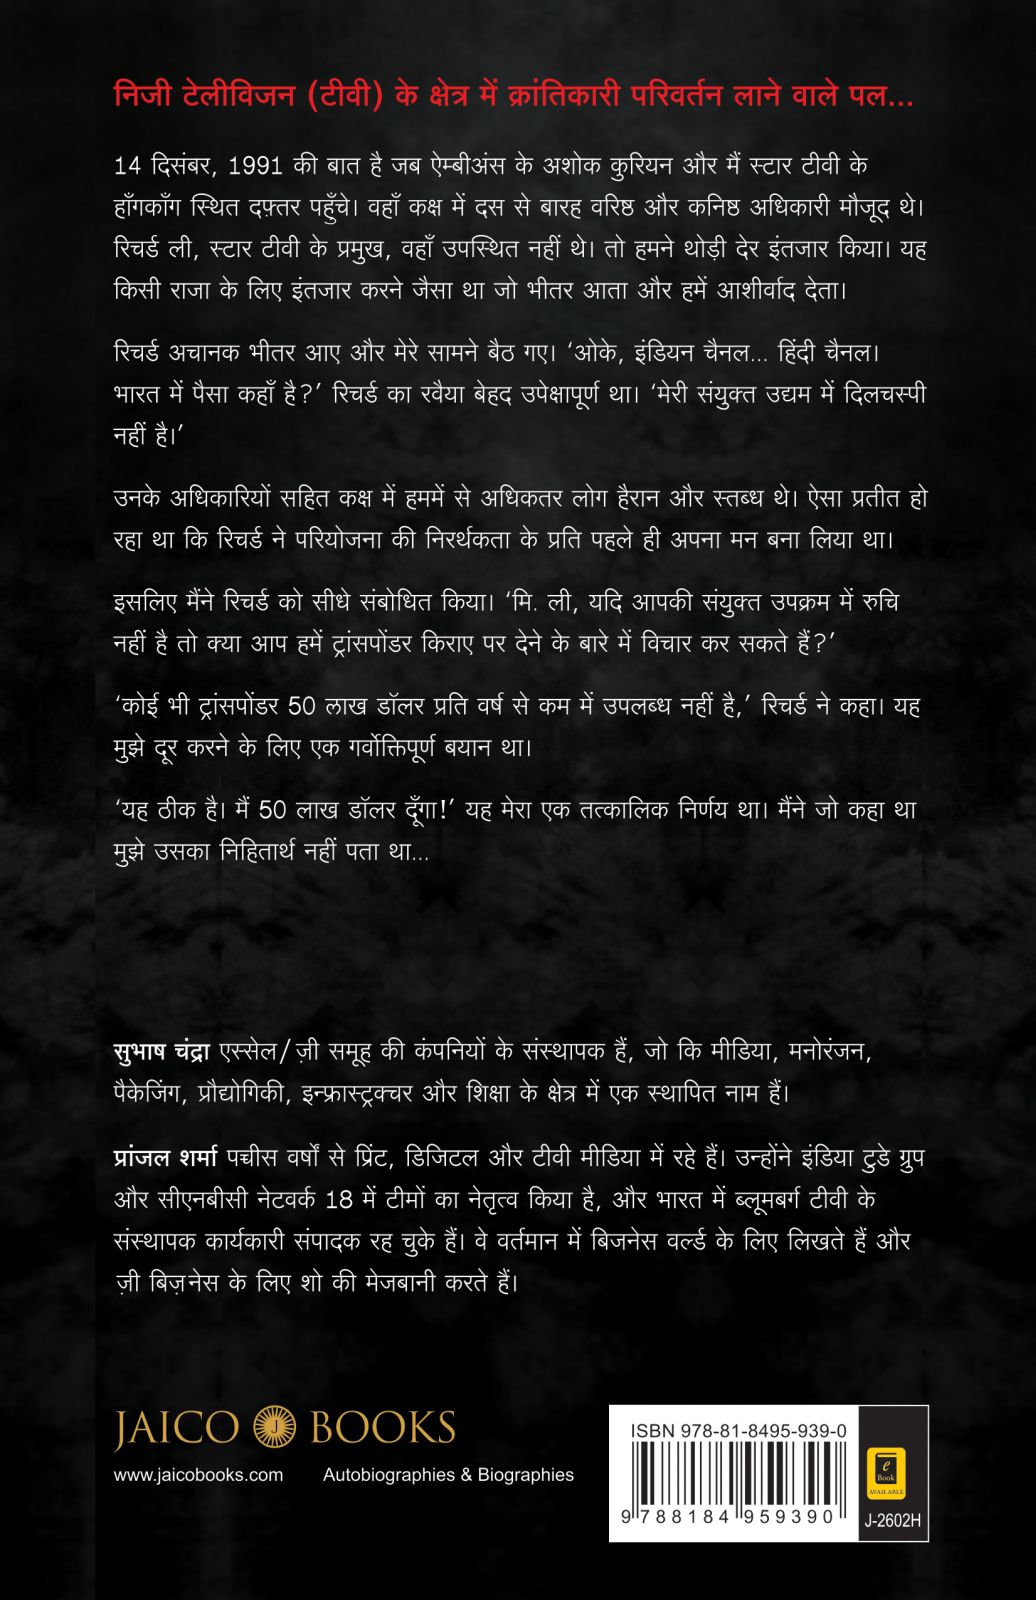 निजी टेलीविजन (टीवी) के क्षेत्र में क्रांतिकारी परिवर्तन लाने वाले पल...
14 दिसंबर, 1991 की बात है जब ऐम्बीअंस के अशोक कुरियन और मैं स्टार टीवी के
हाँगकाँग स्थित दफ़्तर पहुँचे। वहाँ कक्ष में दस से बारह वरिष्ठ और कनिष्ठ अधिकारी मौजूद थे।
रिचर्ड ली, स्टार टीवी के प्रमुख, वहाँ उपस्थित नहीं थे। तो हमने थोड़ी देर इंतजार किया। यह
किसी राजा के लिए इंतजार करने जैसा था जो भीतर आता और हमें आशीर्वाद देता।
रिचर्ड अचानक भीतर आए और मेरे सामने बैठ गए। ‘ओके, इंडियन चैनल... हिंदी चैनल।
भारत में पैसा कहाँ है?’ रिचर्ड का रवैया बेहद उपेक्षापूर्ण था। ‘मेरी संयुक्त उद्यम में दिलचस्पी
नहीं है।’
उनके अधिकारियों सहित कक्ष में हममें से अधिकतर लोग हैरान और स्तब्ध थे। ऐसा प्रतीत हो
रहा था कि रिचर्ड ने परियोजना की निरर्थकता के प्रति पहले ही अपना मन बना लिया था।
इसलिए मैंने रिचर्ड को सीधे संबोधित किया। ‘मि. ली, यदि आपकी संयुक्त उपक्रम में रुचि
नहीं है तो क्या आप हमें ट्रांसपोंडर किराए पर देने के बारे में विचार कर सकते हैं?’
‘कोई भी ट्रांसपोंडर 50 लाख डॉलर प्रति वर्ष से कम में उपलब्ध नहीं है,’ रिचर्ड ने कहा। यह
मुझे दूर करने के लिए एक गर्वोक्तिपूर्ण बयान था।
‘यह ठीक है। मैं 50 लाख डॉलर दूँगा!’ यह मेरा एक तत्कालिक निर्णय था। मैंने जो कहा था
मुझे उसका निहितार्थ नहीं पता था...
सुभाष चंद्रा एस्सेल/ज़ी समूह की कंपनियों के संस्थापक हैं, जो कि मीडिया, मनोरंजन,
पैकेजिंग, प्रौद्योगिकी, इन्फ्रास्ट्रक्चर और शिक्षा के क्षेत्र में एक स्थापित नाम हैं।
प्रांजल शर्मा पच्चीस वर्षों से प्रिंट, डिजिटल और टीवी मीडिया में रहे हैं। उन्होंने इंडिया टुडे ग्रुप
और सीएनबीसी नेटवर्क 18 में टीमों का नेतृत्व किया है, और भारत में ब्लूमबर्ग टीवी के
संस्थापक कार्यकारी संपादक रह चुके हैं। वे वर्तमान में बिजनेस वर्ल्ड के लिए लिखते हैं और
ज़ी बिज़नेस के लिए शो की मेजबानी करते हैं।
JAICO J BOOKS
www.jaicobooks.com Autobiographies & Biographies
ISBN 978-81-8495-939-0
9 788184 959390
e
Book
AVAILABLE
J-2602H